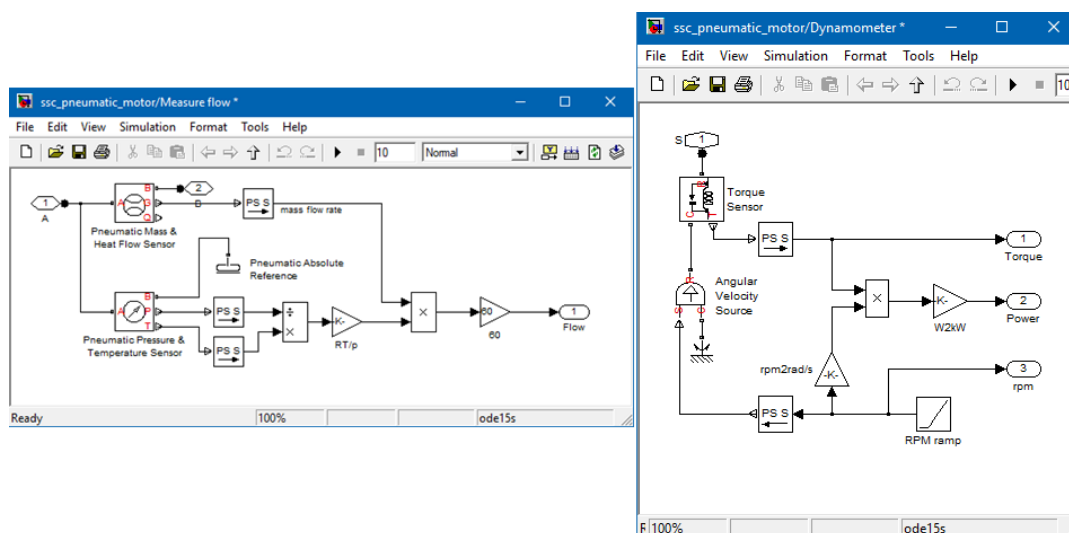 ssc_pneumatic_motor/Measure flow *
File Edit View Simulation Format Tools Help
10 Normal
1
A
A B G Q
2
B
Pneumatic Mass &
Heat Flow Sensor
PS S
mass flow rate
Pneumatic Absolute
Reference
A B P T
Pneumatic Pressure &
Temperature Sensor
PS S
PS S
÷
×
K-
RT/p
×
60
60
1
Flow
Ready 100% ode15s
ssc_pneumatic_motor/Dynamometer *
File Edit View Simulation Format Tools Help
10
S 1
R
C T
Torque
Sensor
PS S
1
Torque
R
S C
Angular
Velocity
Source
×
K-
W2kW
2
Power
rpm2rad/s
-K-
3
rpm
PS S
RPM ramp
R 100% ode15s